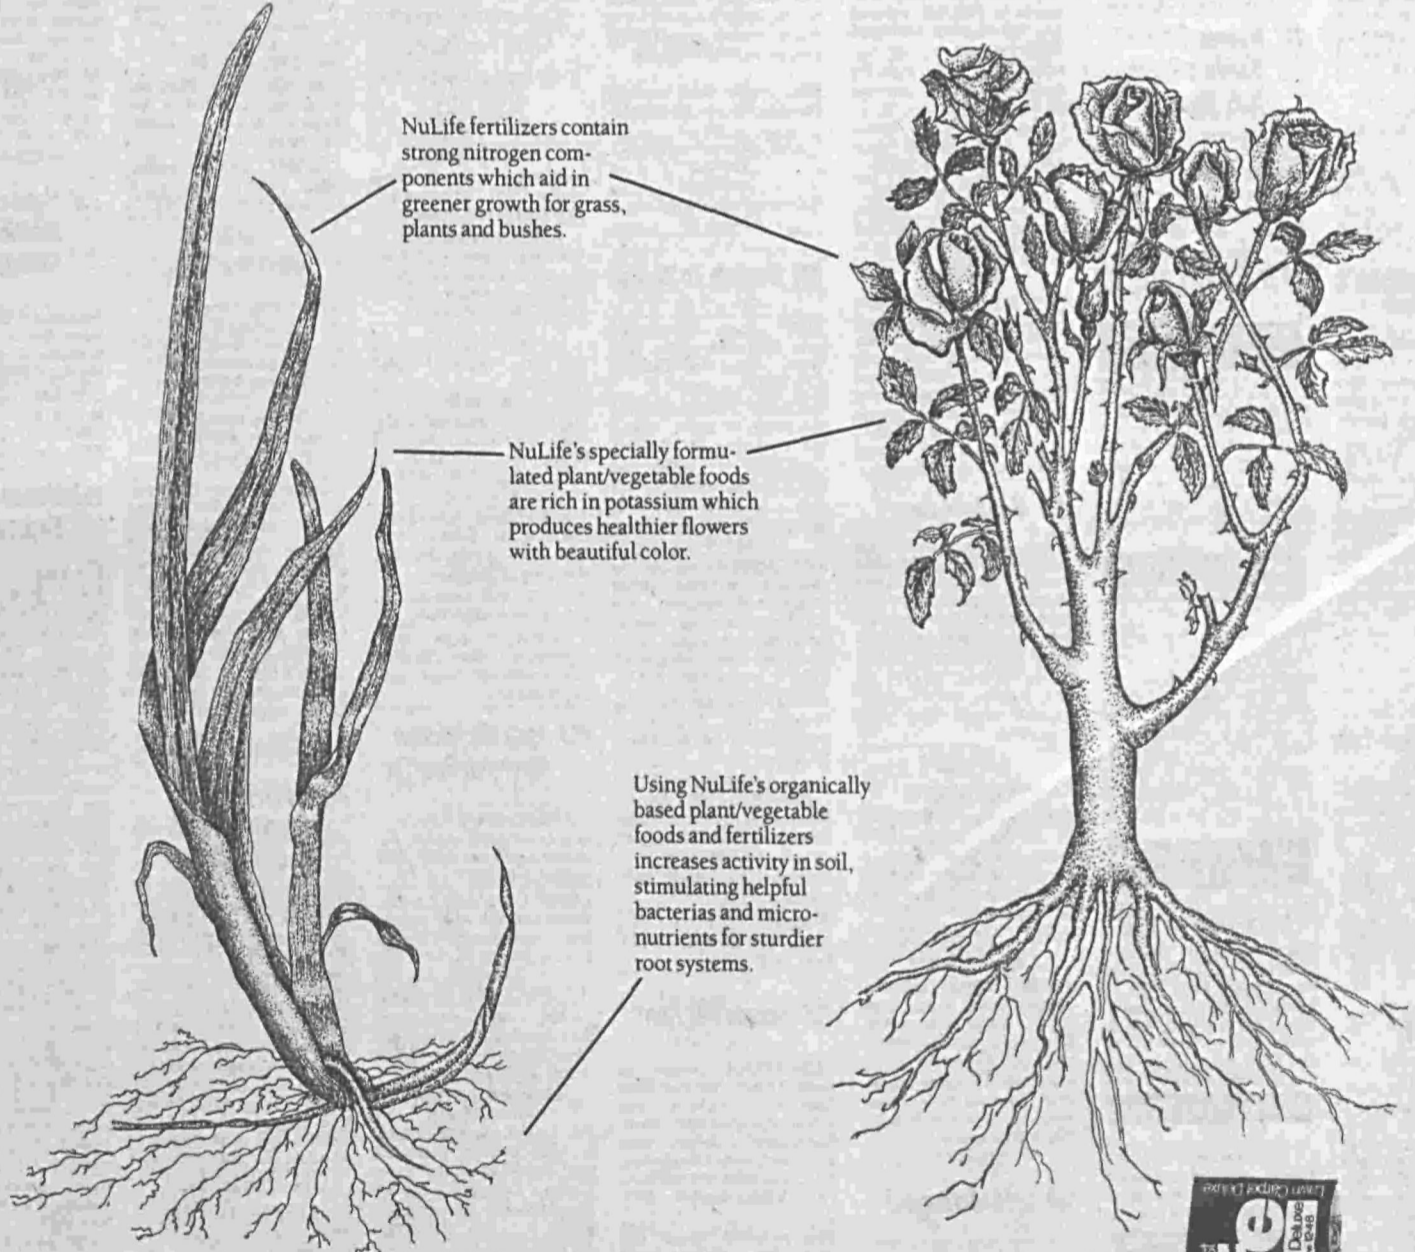 NuLife fertilizers contain
strong nitrogen com-
ponents which aid in
greener growth for grass,
plants and bushes.
NuLife's specially formu-
lated plant/vegetable foods
are rich in potassium which
produces healthier flowers
with beautiful color.
Using NuLife's organically
based plant/vegetable
foods and fertilizers
increases activity in soil,
stimulating helpful
bacterias and micro-
nutrients for sturdier
root systems.
Lawn Carpet Deluxe
Deluxe